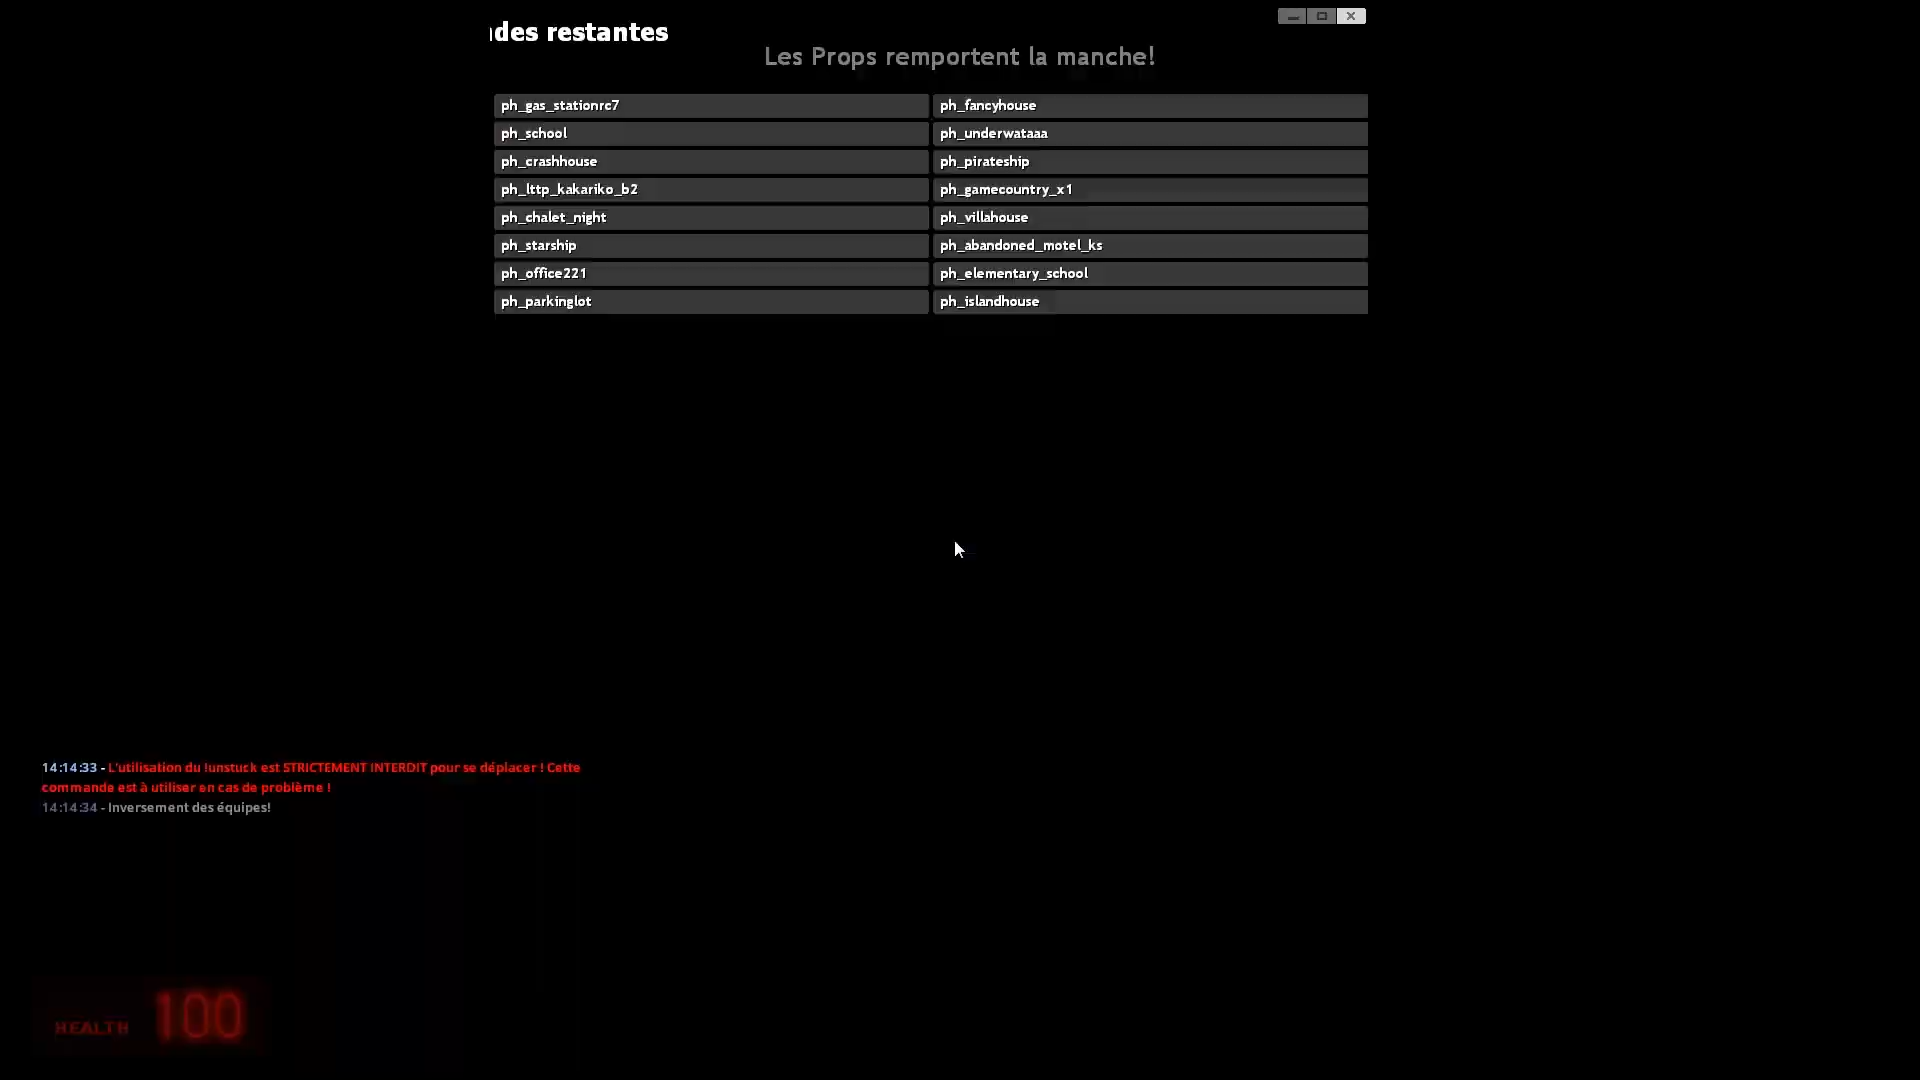 des restantes
Les Props remportent la manche!
ph_gas_stationrc7
ph_fancyhouse
ph_school
ph_underwataaa
ph_crashhouse
ph_pirateship
ph_lttp_kakariko_b2
ph_gamecountry_x1
ph_chalet_night
ph_villahouse
ph_starship
ph_abandoned_motel_ks
ph_office221
ph_elementary_school
ph_parkinglot
ph_islandhouse
14:14:33 - L'utilisation du !unstuck est STRICTEMENT INTERDIT pour se déplacer ! Cette
commande est à utiliser en cas de problème !
14:14:34 - Inversement des équipes!
HEALTH 100